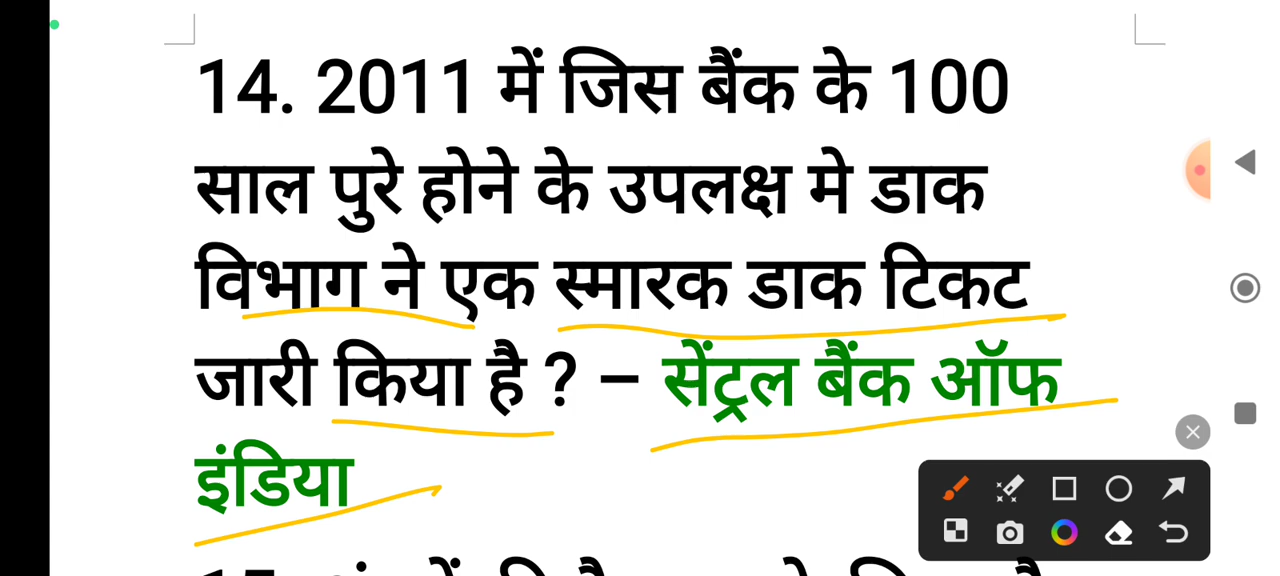 14. 2011 में जिस बैंक के 100
साल पुरे होने के उपलक्ष मे डाक
विभाग ने एक स्मारक डाक टिकट
जारी किया है ? – सेंट्रल बैंक ऑफ
इंडिया